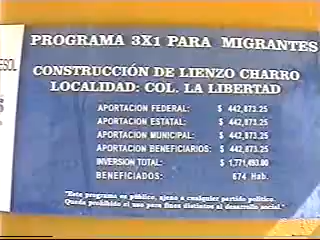 PROGRAMA 3X1 PARA MIGRANTES
ESOL
CONSTRUCCIÓN DE LIENZO CHARRO
LOCALIDAD: COL. LA LIBERTAD
APORTACION FEDERAL: $ 442,873.25
APORTACION ESTATAL: $ 442,873.25
APORTACION MUNICIPAL: $ 442,873.25
APORTACION BENEFICIARIOS: $ 442,873.25
INVERSION TOTAL: $ 1,771,493.00
BENEFICIADOS: 674 Hab.
"Este programa es público, ajeno a cualquier partido político.
Queda prohibido el uso para fines distintos al desarrollo social."